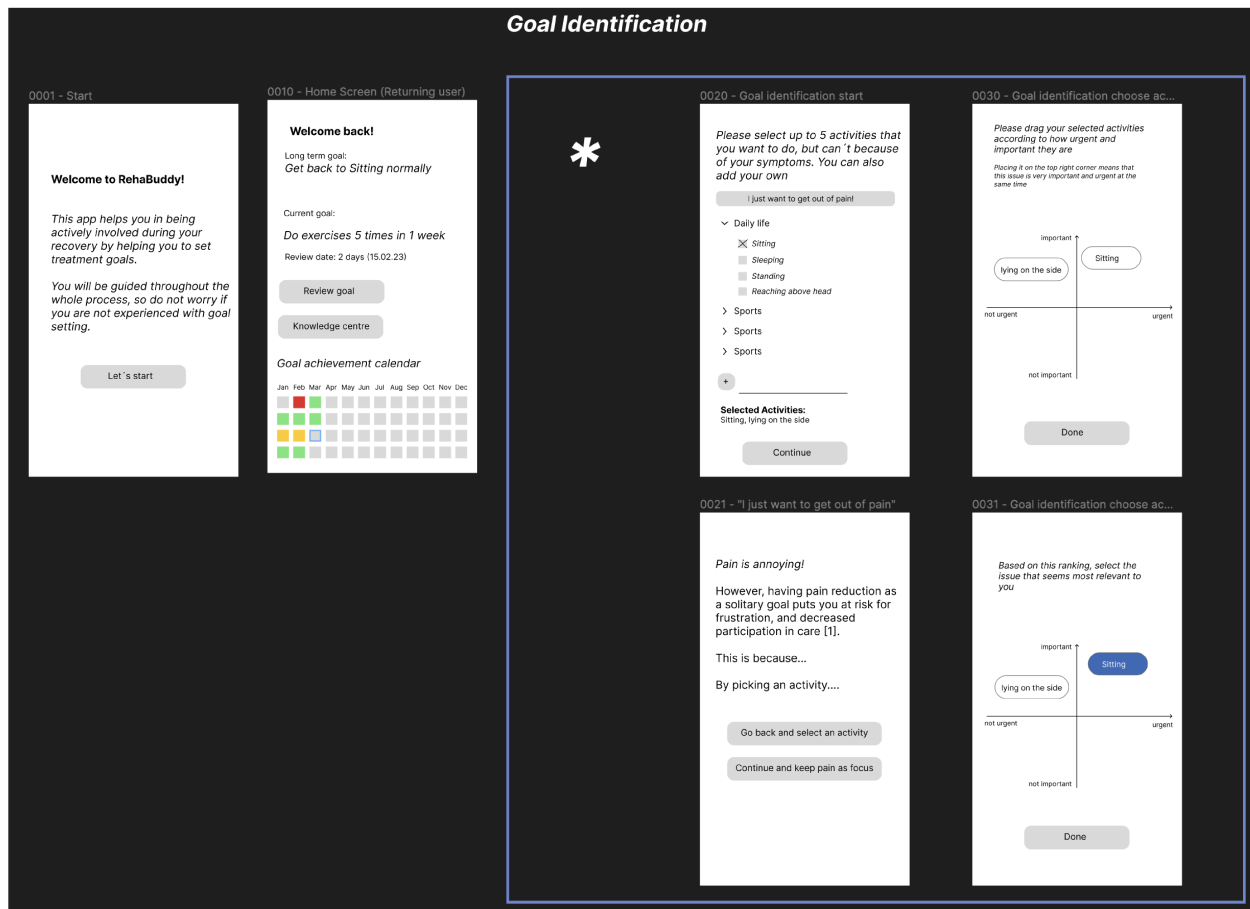 Goal Identification
0001 - Start
Welcome to RehaBuddy!
This app helps you in being
actively involved during your
recovery by helping you to set
treatment goals.
You will be guided throughout the
whole process, so do not worry if
you are not experienced with goal
setting.
Let´s start
0010 - Home Screen (Returning user)
Welcome back!
Long term goal:
Get back to Sitting normally
Current goal:
Do exercises 5 times in 1 week
Review date: 2 days (15.02.23)
Review goal
Knowledge centre
Goal achievement calendar
Jan Feb Mar Apr May Jun Jul Aug Sep Oct Nov Dec
*
0020 - Goal identification start
Please select up to 5 activities that
you want to do, but can´t because
of your symptoms. You can also
add your own
I just want to get out of pain!
Daily life
Sitting
Sleeping
Standing
Reaching above head
Sports
Sports
Sports
+
Selected Activities:
Sitting, lying on the side
Continue
0030 - Goal identification choose ac...
Please drag your selected activities
according to how urgent and
important they are
Placing it on the top right corner means that
this issue is very important and urgent at the
same time
important
Sitting
lying on the side
not urgent
urgent
not important
Done
0021 - "I just want to get out of pain"
Pain is annoying!
However, having pain reduction as
a solitary goal puts you at risk for
frustration, and decreased
participation in care [1].
This is because...
By picking an activity....
Go back and select an activity
Continue and keep pain as focus
0031 - Goal identification choose ac...
Based on this ranking, select the
issue that seems most relevant to
you
important
Sitting
lying on the side
not urgent
urgent
not important
Done